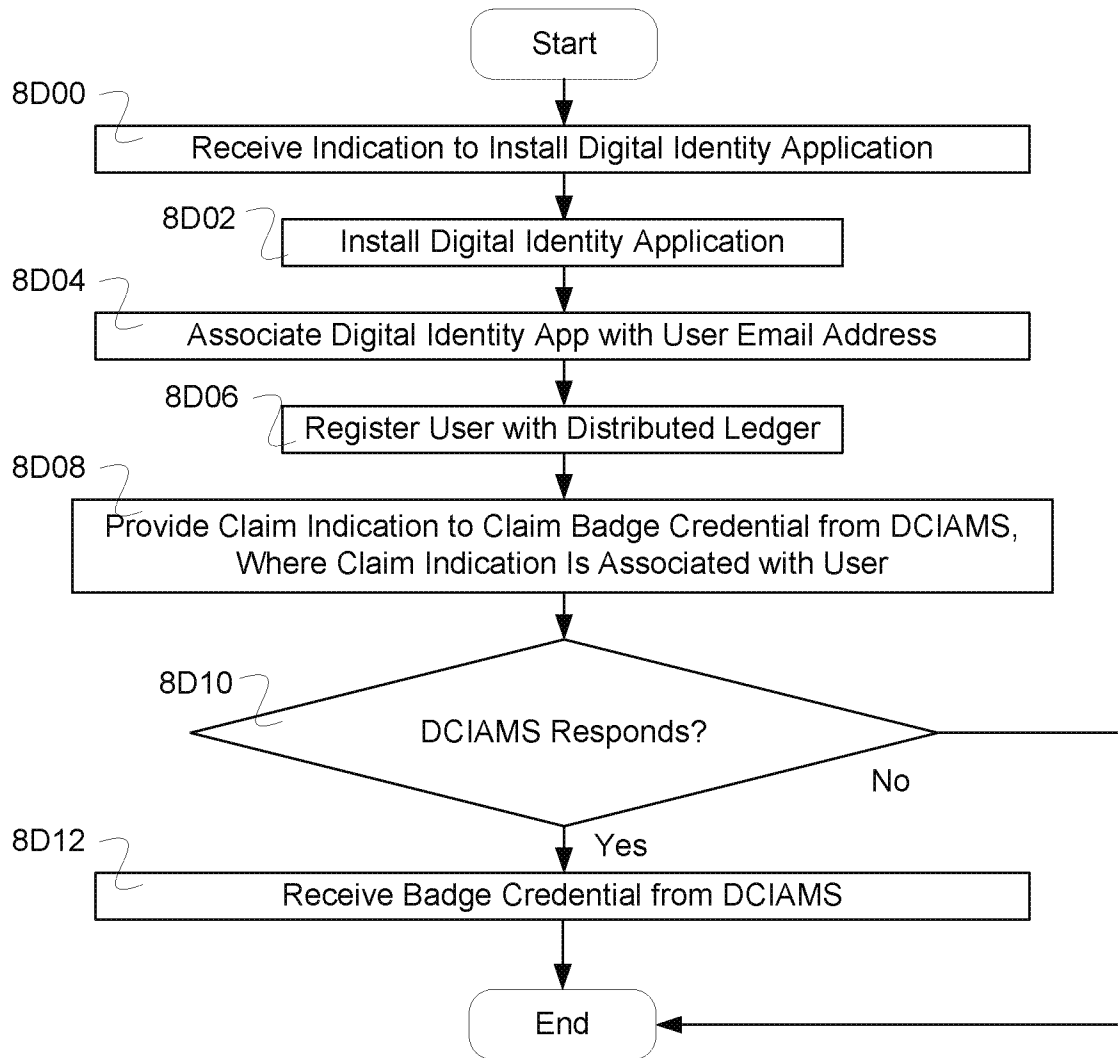 Start
8D00
Receive Indication to Install Digital Identity Application
8D02
Install Digital Identity Application
8D04
Associate Digital Identity App with User Email Address
8D06
Register User with Distributed Ledger
8D08
Provide Claim Indication to Claim Badge Credential from DCIAMS,
Where Claim Indication Is Associated with User
8D10
DCIAMS Responds?
No
Yes
8D12
Receive Badge Credential from DCIAMS
End